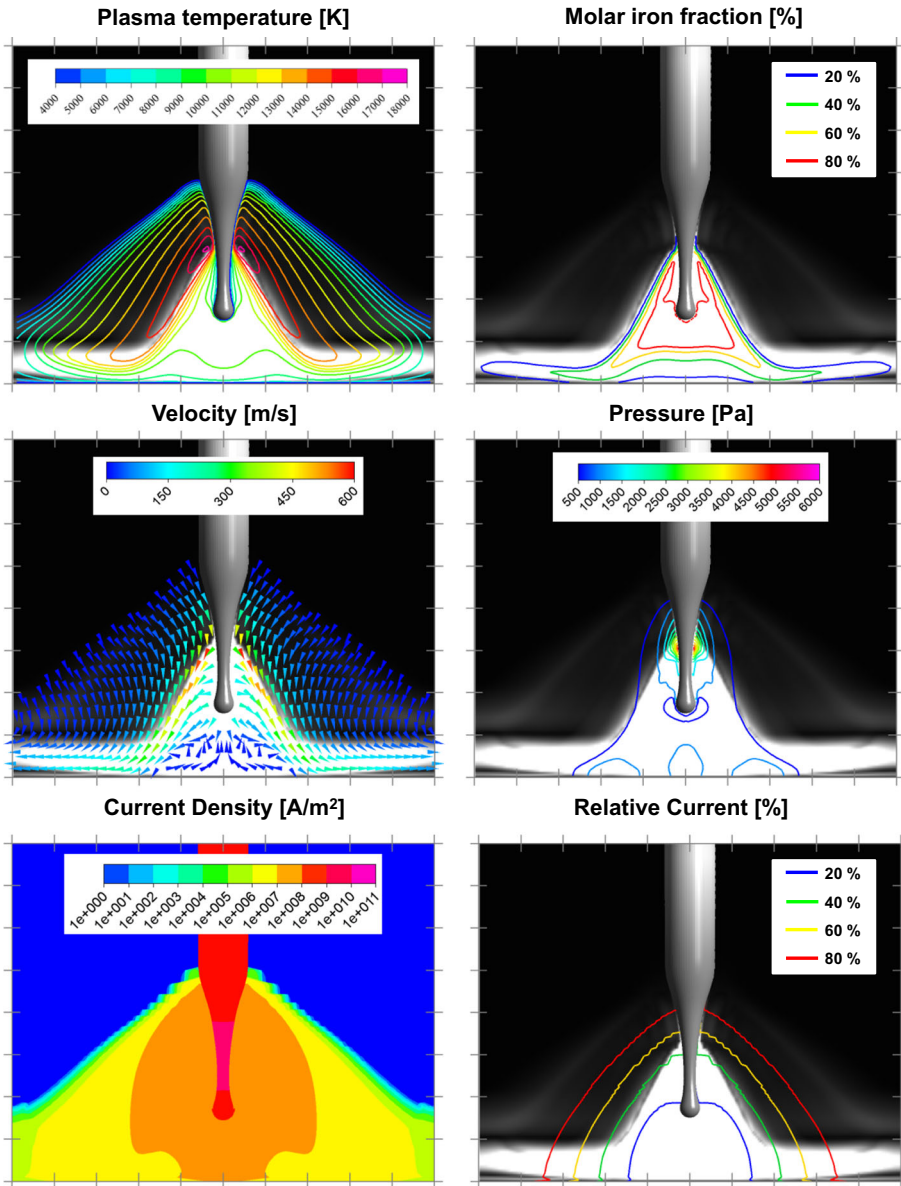 Plasma temperature [K]
4000 5000 6000 7000 8000 9000 10000 11000 12000 13000 14000 15000 16000 17000 18000
Molar iron fraction [%]
20 %
40 %
60 %
80 %
Velocity [m/s]
0 150 300 450 600
Pressure [Pa]
500 1000 1500 2000 2500 3000 3500 4000 4500 5000 5500 6000
Current Density [A/m²]
1e+000 1e+001 1e+002 1e+003 1e+004 1e+005 1e+006 1e+007 1e+008 1e+009 1e+010 1e+011
Relative Current [%]
20 %
40 %
60 %
80 %